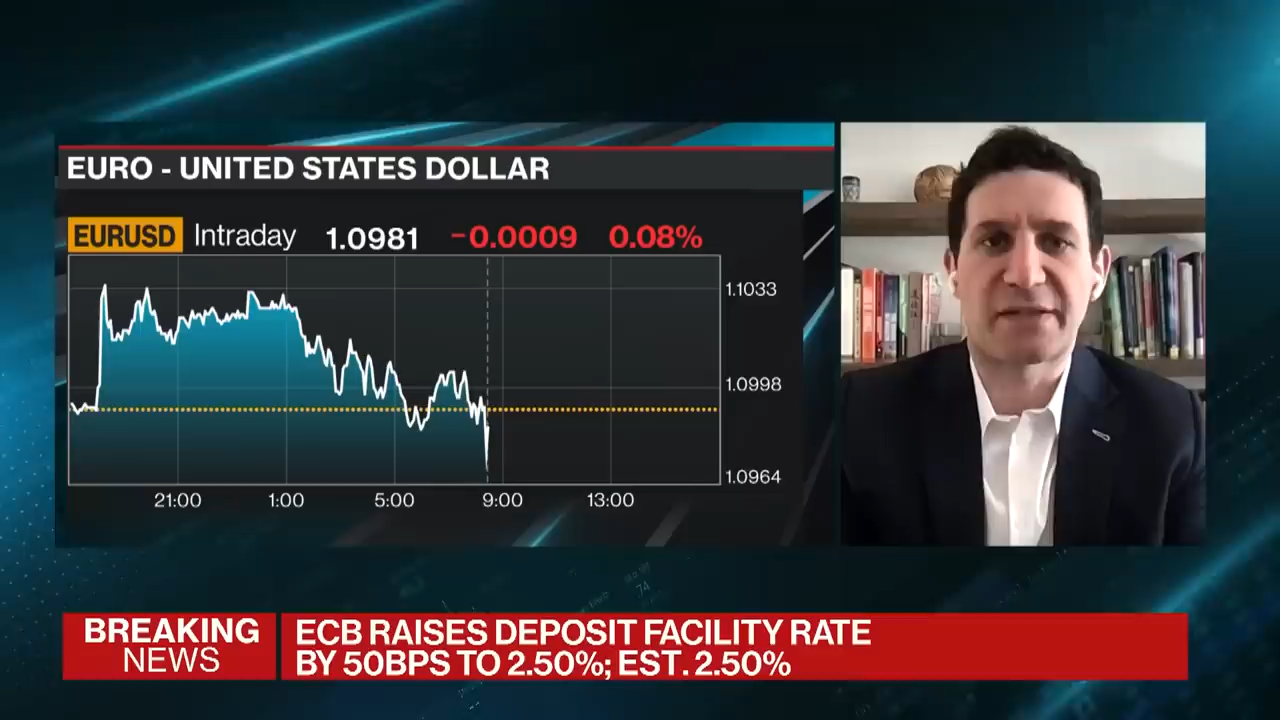 EURO - UNITED STATES DOLLAR
EURUSD Intraday 1.0981 -0.0009 0.08%
1.1033
1.0998
1.0964
21:00 1:00 5:00 9:00 13:00
BREAKING NEWS
ECB RAISES DEPOSIT FACILITY RATE
BY 50BPS TO 2.50%; EST. 2.50%